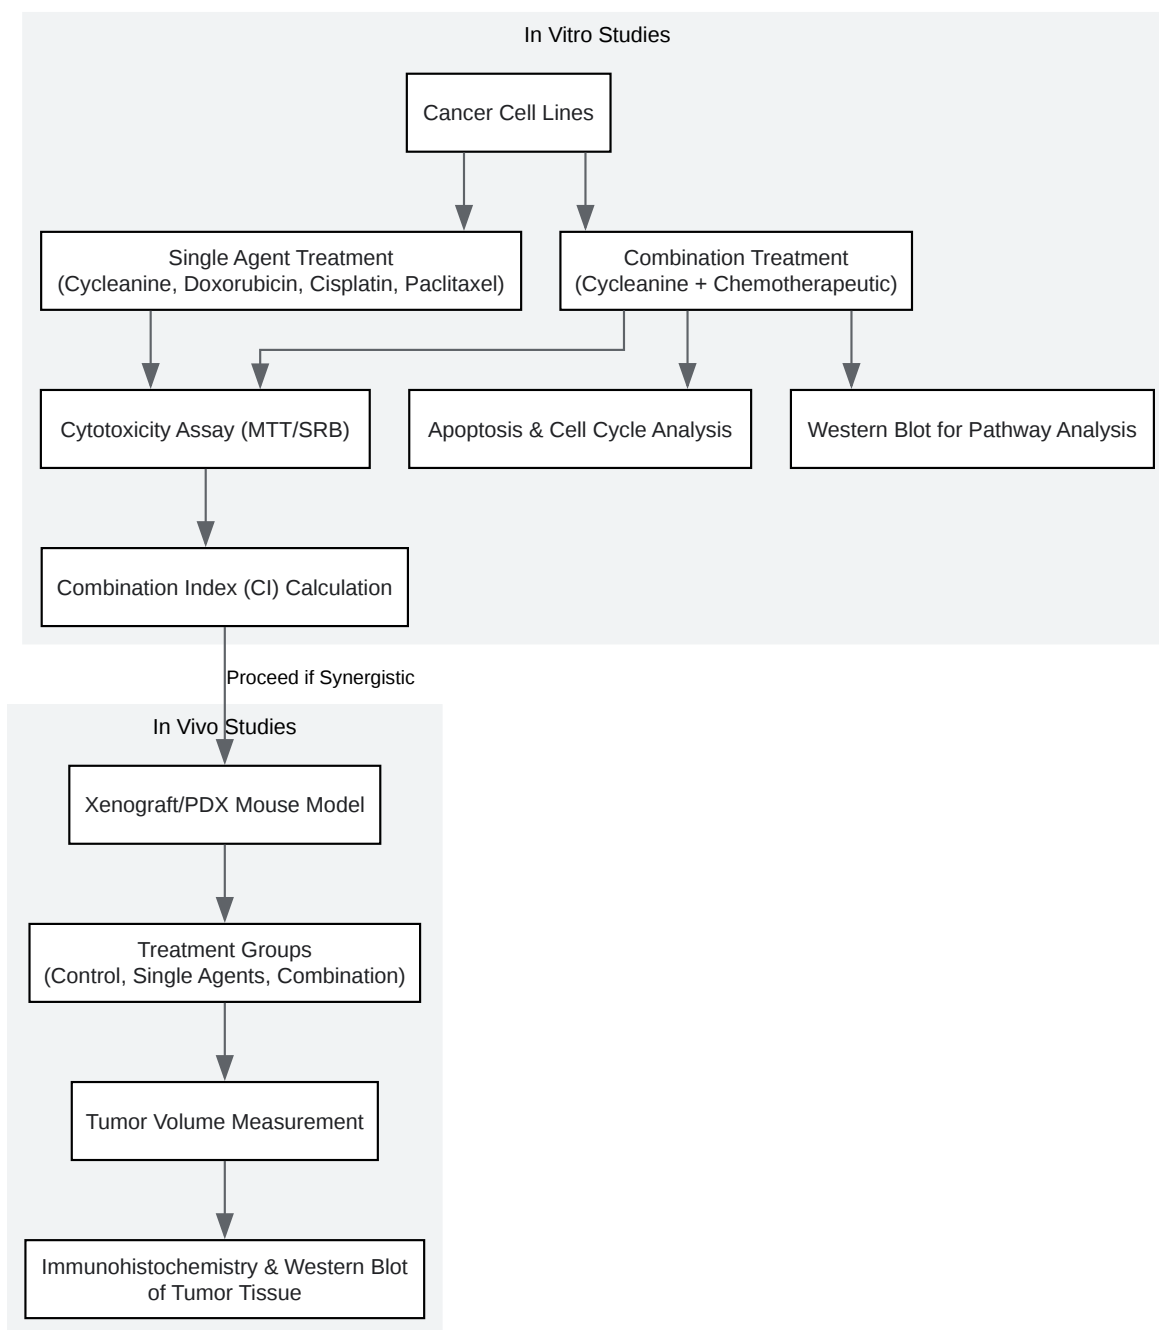 In Vitro Studies
Cancer Cell Lines
Single Agent Treatment
(Cycleanine, Doxorubicin, Cisplatin, Paclitaxel)
Combination Treatment
(Cycleanine + Chemotherapeutic)
Cytotoxicity Assay (MTT/SRB)
Apoptosis & Cell Cycle Analysis
Western Blot for Pathway Analysis
Combination Index (CI) Calculation
Proceed if Synergistic
In Vivo Studies
Xenograft/PDX Mouse Model
Treatment Groups
(Control, Single Agents, Combination)
Tumor Volume Measurement
Immunohistochemistry & Western Blot
of Tumor Tissue